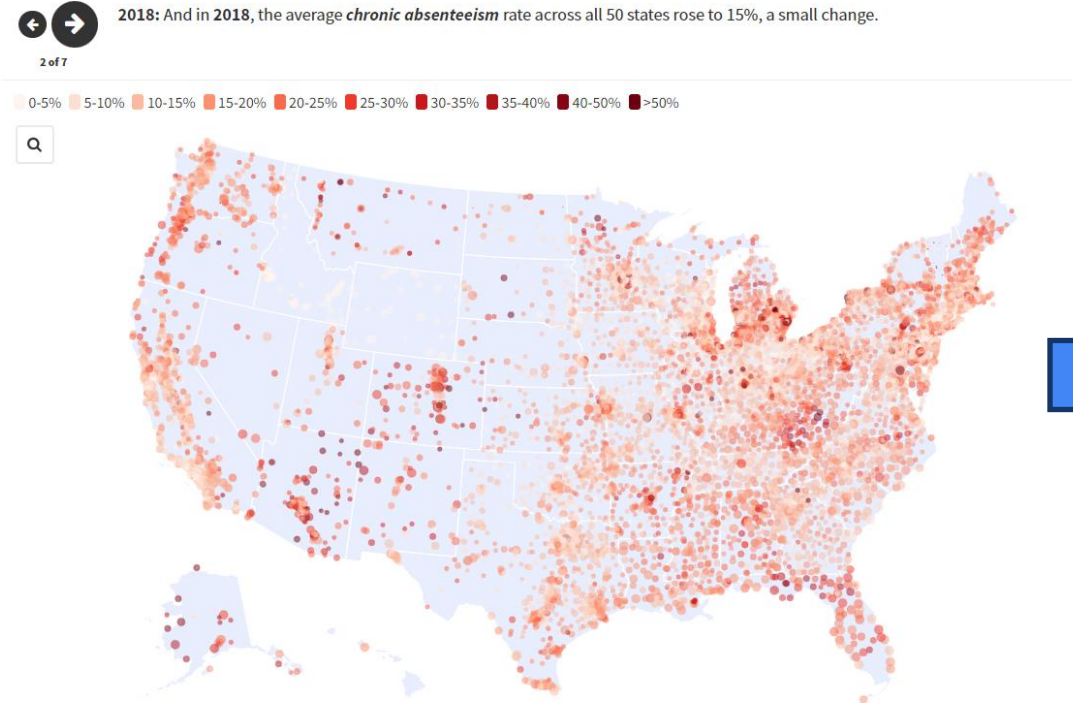 2018: And in 2018, the average chronic absenteeism rate across all 50 states rose to 15%, a small change.
2 of 7
0-5% 5-10% 10-15% 15-20% 20-25% 25-30% 30-35% 35-40% 40-50% >50%